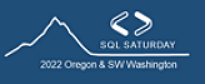 SQL SATURDAY
2022 Oregon & SW Washington